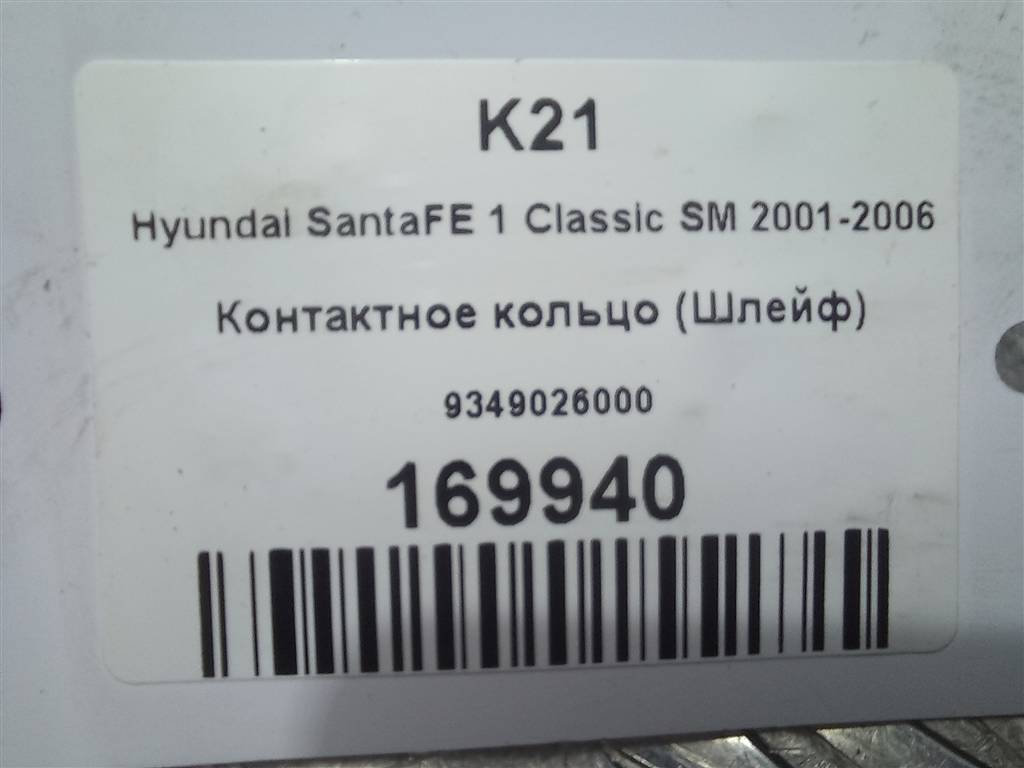 K21
Hyundai SantaFE 1 Classic SM 2001-2006
Контактное кольцо (Шлейф)
9349026000
169940